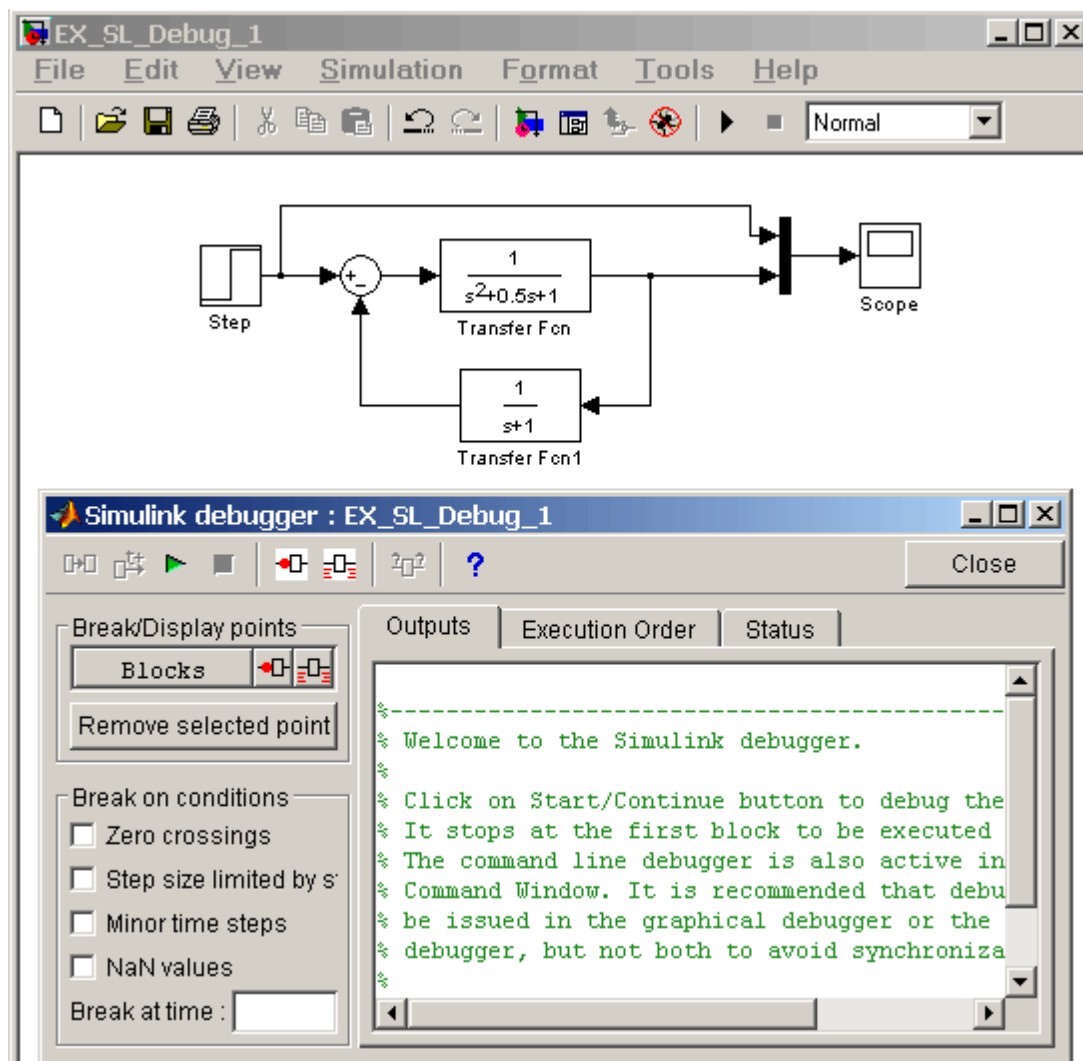 EX_SL_Debug_1
File Edit View Simulation Format Tools Help
Normal
Step
+
-
1
s2+0.5s+1
Transfer Fcn
Scope
1
s+1
Transfer Fcn1
Simulink debugger : EX_SL_Debug_1
Close
Break/Display points
Blocks
Remove selected point
Break on conditions
Zero crossings
Step size limited by s
Minor time steps
NaN values
Break at time :
Outputs Execution Order Status
%--------------------------------------------
% Welcome to the Simulink debugger.
%
% Click on Start/Continue button to debug the
% It stops at the first block to be executed
% The command line debugger is also active in
% Command Window. It is recommended that debu
% be issued in the graphical debugger or the
% debugger, but not both to avoid synchroniza
%